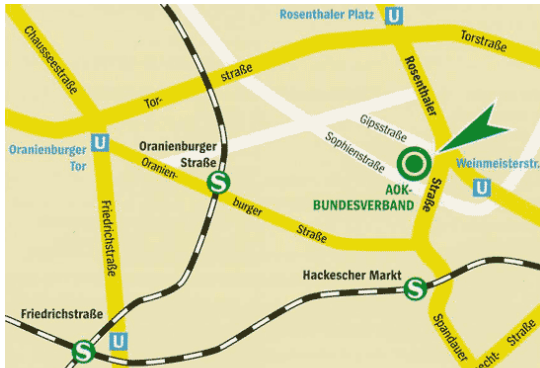 Rosenthaler Platz
U
Chausseestraße
Torstraße
Rosenthaler
Tor-
straße
Gipsstraße
Sophienstraße
U
Oranienburger
Tor
Oranienburger
Straße
S
Oranien-
burger
Straße
AOK-
BUNDESVERBAND
Weinmeisterstr.
U
Straße
Friedrichstraße
Hackescher Markt
S
Friedrichstraße
S
U
Spandauer
echt-
Straße